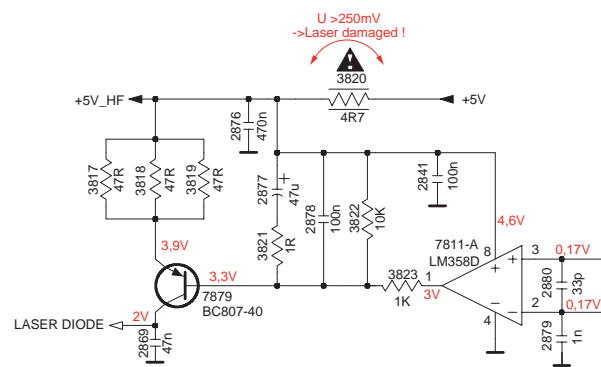 U >250mV
->Laser damaged !
3820
4R7
+5V_HF
+5V
2876
470n
3817
47R
3818
47R
3819
47R
2877
+
47u
2878
100n
3822
10K
2841
100n
3821
1R
3,9V
4,6V
3,3V
7879
BC807-40
3823
1K
1
3V
7811-A
LM358D
8
+
+
3
0,17V
2880
33p
−
−
2
0,17V
4
2879
1n
2V
LASER DIODE
2869
47n